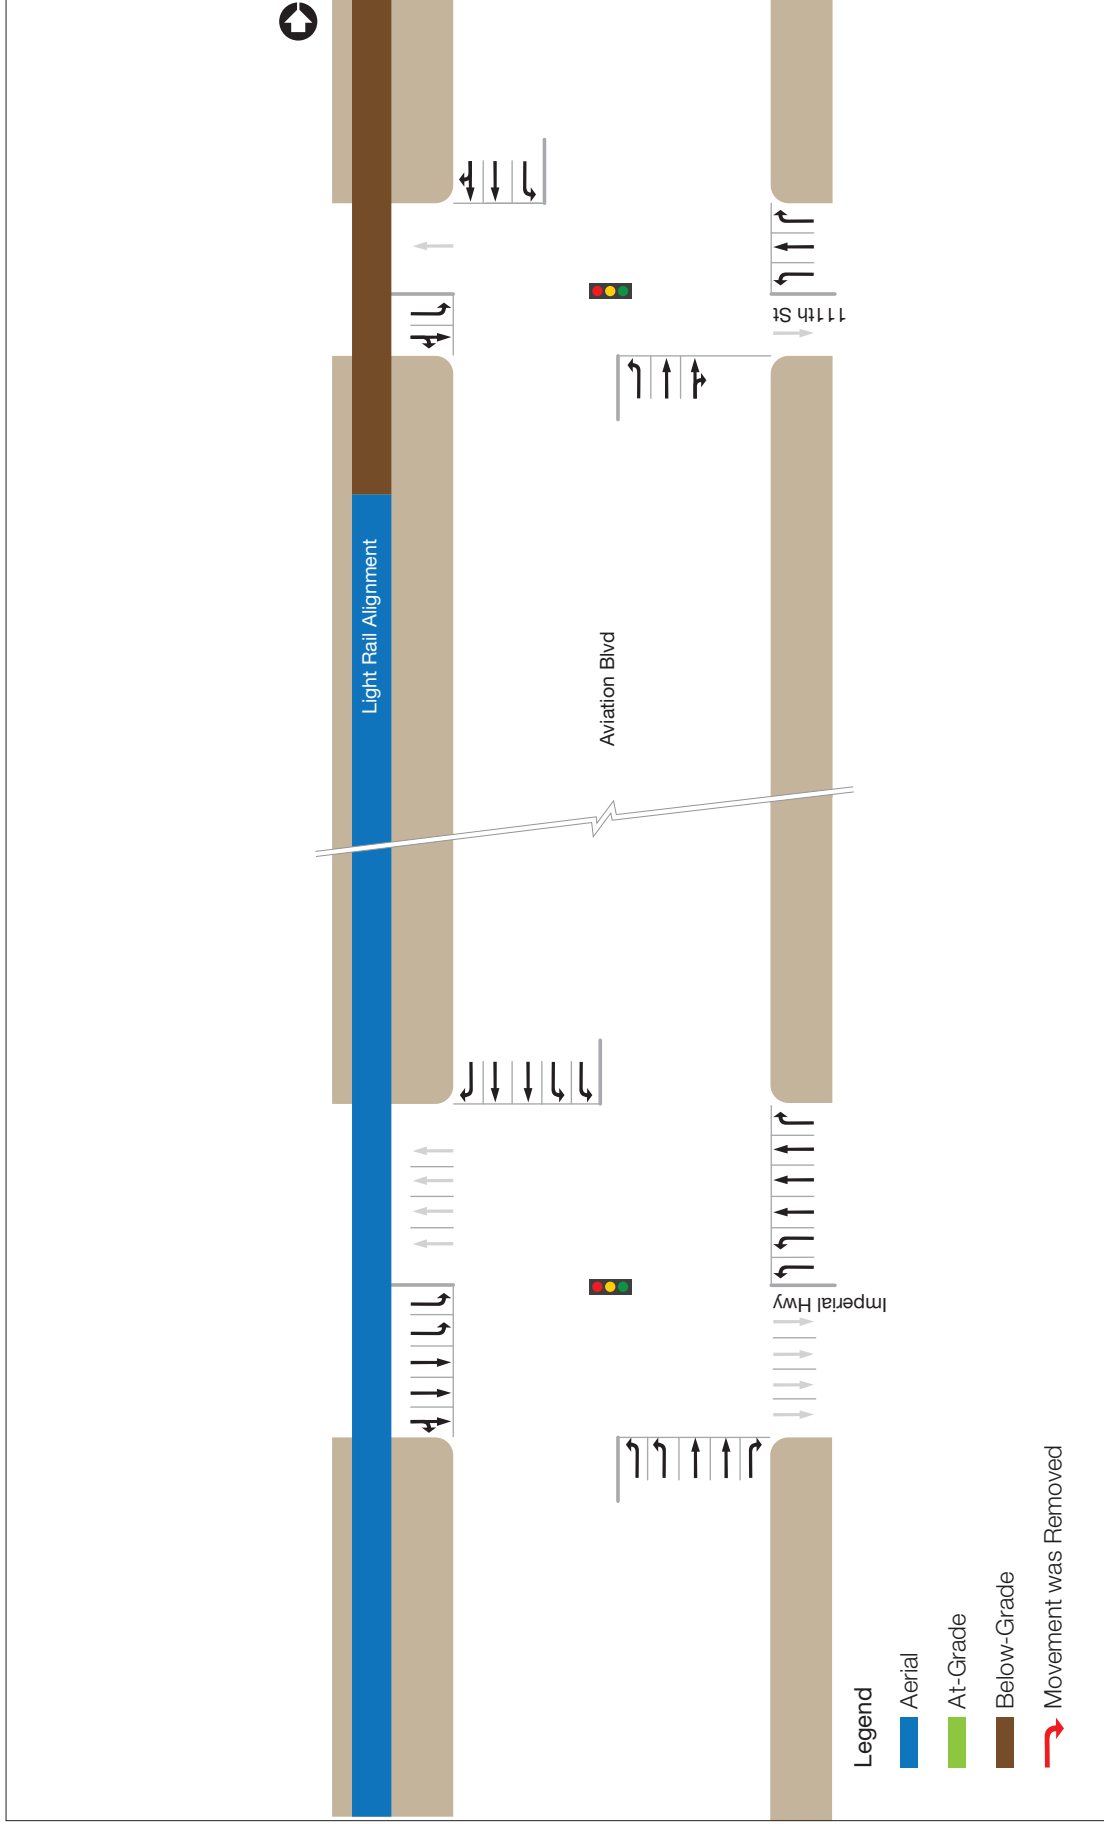 Light Rail Alignment
Aviation Blvd
111th St
Imperial Hwy
Legend
Aerial
At-Grade
Below-Grade
Movement was Removed